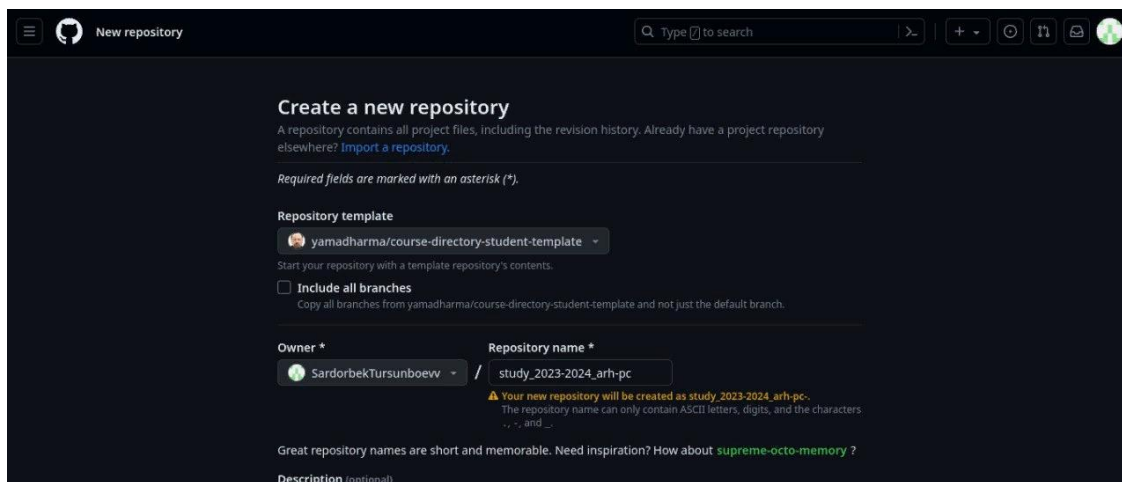 New repository
Type / to search
Create a new repository
A repository contains all project files, including the revision history. Already have a project repository
elsewhere? Import a repository.
Required fields are marked with an asterisk (*).
Repository template
yamadharma/course-directory-student-template
Start your repository with a template repository's contents.
Include all branches
Copy all branches from yamadharma/course-directory-student-template and not just the default branch.
Owner * Repository name *
SardorbekTursunboevv / study_2023-2024_arh-pc
Your new repository will be created as study_2023-2024_arh-pc-.
The repository name can only contain ASCII letters, digits, and the characters
., -, and _.
Great repository names are short and memorable. Need inspiration? How about supreme-octo-memory ?
Description (optional)